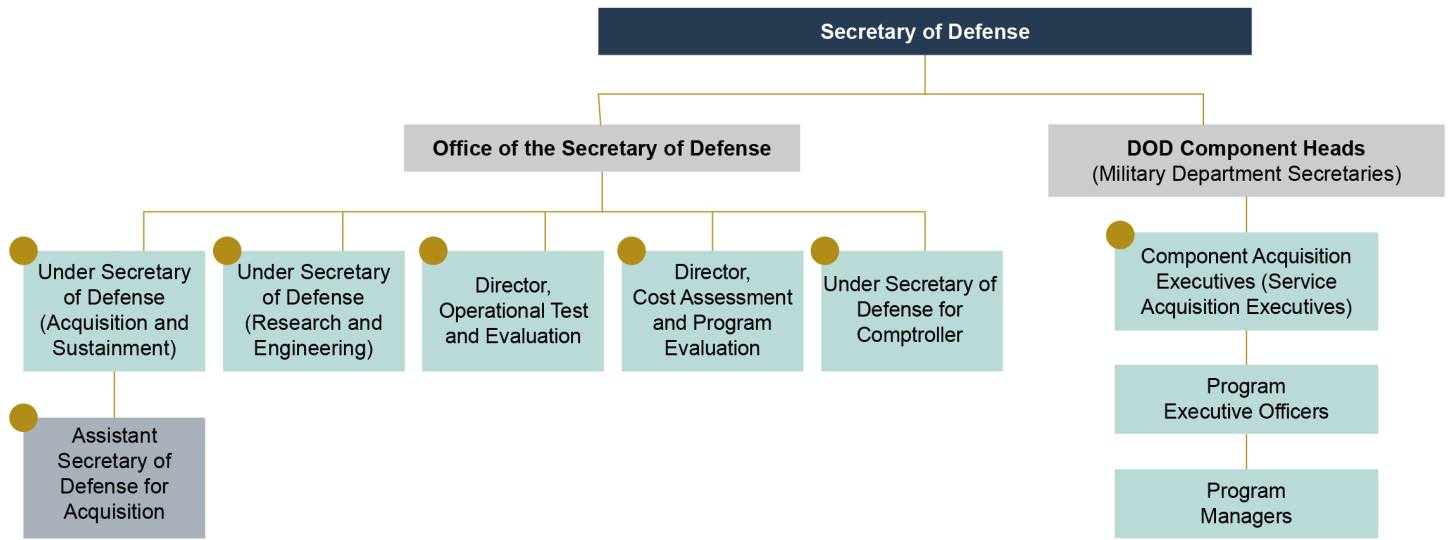 Secretary of Defense
Office of the Secretary of Defense
DOD Component Heads
(Military Department Secretaries)
Under Secretary
of Defense
(Acquisition and
Sustainment)
Under Secretary
of Defense
(Research and
Engineering)
Director,
Operational Test
and Evaluation
Director,
Cost Assessment
and Program
Evaluation
Under Secretary of
Defense for
Comptroller
Component Acquisition
Executives (Service
Acquisition Executives)
Assistant
Secretary of
Defense for
Acquisition
Program
Executive Officers
Program
Managers